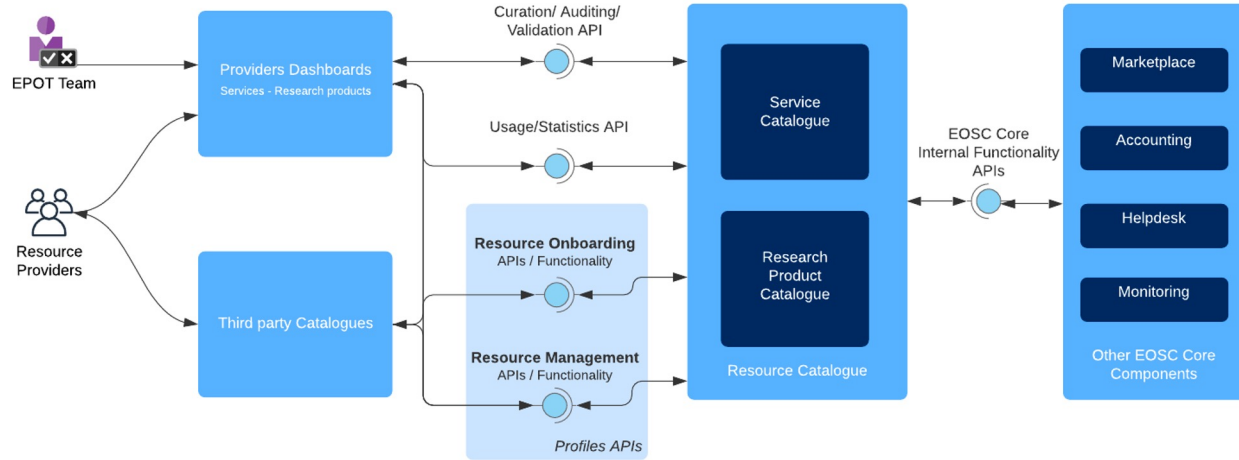 EPOT Team
Resource
Providers
Providers Dashboards
Services - Research products
Third party Catalogues
Curation/ Auditing/
Validation API
Usage/Statistics API
Resource Onboarding
APIs / Functionality
Resource Management
APIs / Functionality
Profiles APIs
Service
Catalogue
Research
Product
Catalogue
Resource Catalogue
EOSC Core
Internal Functionality
APIs
Marketplace
Accounting
Helpdesk
Monitoring
Other EOSC Core
Components